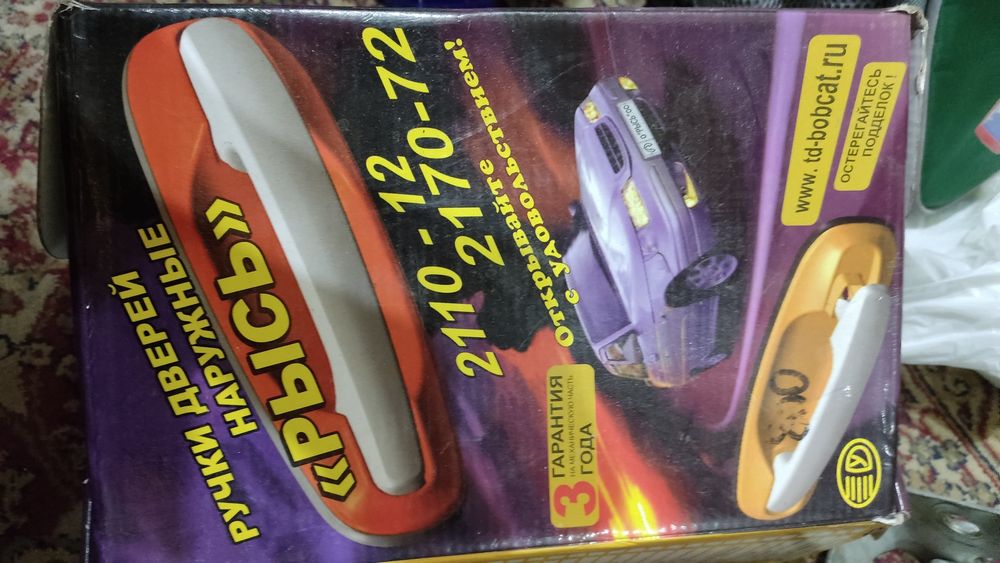 РУЧКИ ДВЕРЕЙ
НАРУЖНЫЕ
«РЫСЬ»
2110 - 12
2170-72
Открывайте
с удовольствием!
3 ГАРАНТИЯ
НА МЕХАНИЧЕСКУЮ ЧАСТЬ
ГОДА
www. td-bobcat.ru
ОСТЕРЕГАЙТЕСЬ
ПОДДЕЛОК !